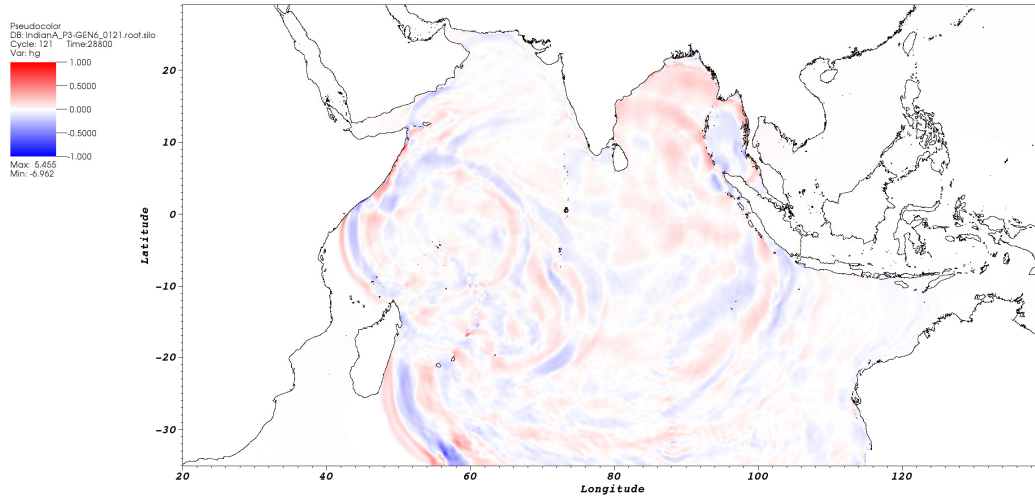 Pseudocolor
DB: IndianA_P3-GEN6_0121.root.silo
Cycle: 121 Time:28800
Var: hg
1.000
0.5000
0.000
-0.5000
-1.000
Max: 5.455
Min: -6.962
Latitude
20
10
0
-10
-20
-30
20
40
60
80
100
120
Longitude